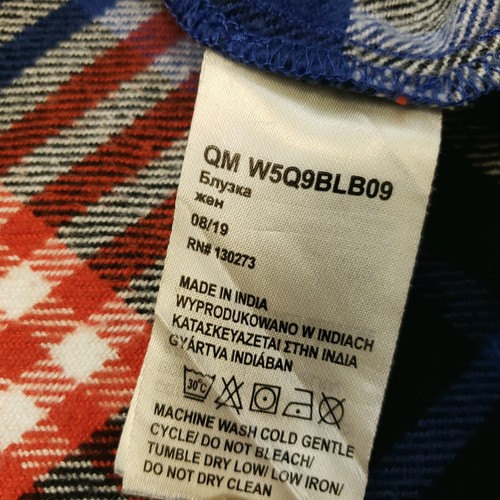 QM W5Q9BLB09
Блузка
жен
08/19
RN# 130273
MADE IN INDIA
WYPRODUKOWANO W INDIACH
ΚΑΤΑΣΚΕΥΑΖΕΤΑΙ ΣΤΗΝ ΙΝΔΙΑ
GYÁRTVA INDIÁBAN
30°C
MACHINE WASH COLD GENTLE
CYCLE/ DO NOT BLEACH/
TUMBLE DRY LOW/ LOW IRON/
DO NOT DRY CLEAN